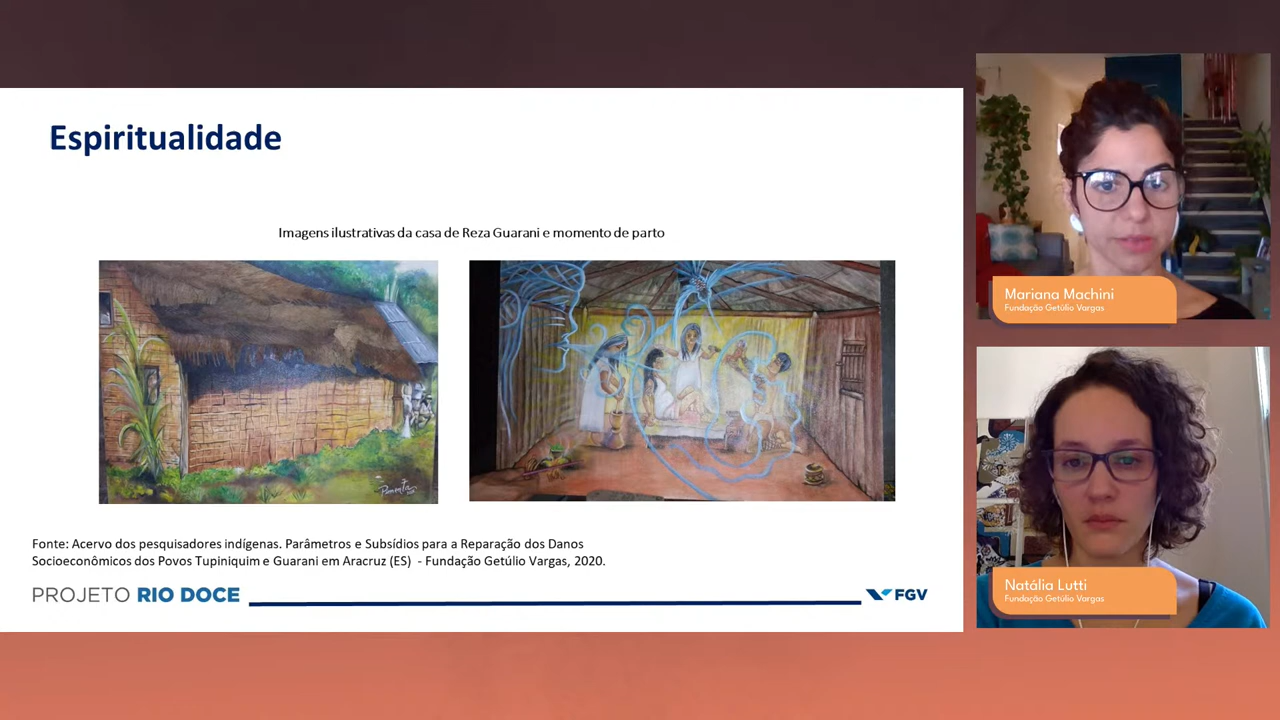 Espiritualidade
Imagens ilustrativas da casa de Reza Guarani e momento de parto
Fonte: Acervo dos pesquisadores indígenas. Parâmetros e Subsídios para a Reparação dos Danos
Socioeconômicos dos Povos Tupiniquim e Guarani em Aracruz (ES) - Fundação Getúlio Vargas, 2020.
PROJETO RIO DOCE
FGV
Mariana Machini
Fundação Getúlio Vargas
Natália Lutti
Fundação Getúlio Vargas